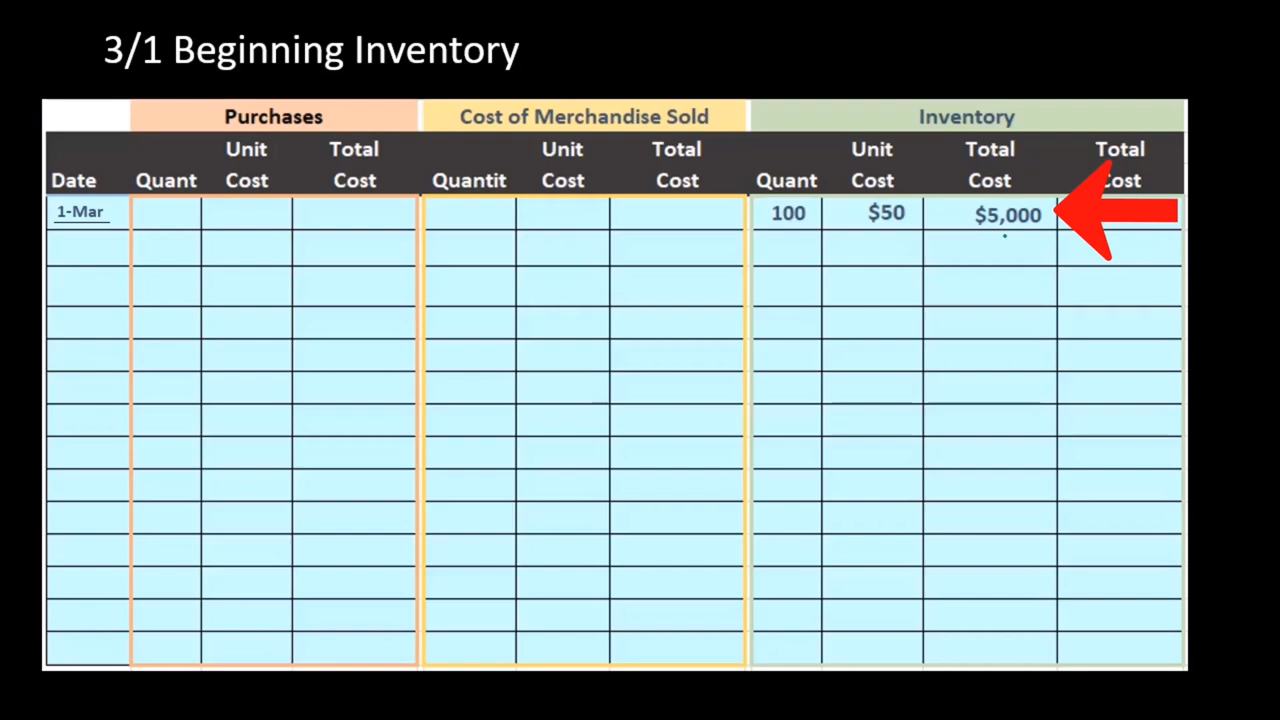 3/1 Beginning Inventory
Purchases Cost of Merchandise Sold Inventory
Unit Total Unit Total Unit Total Total
Date Quant Cost Cost Quantit Cost Cost Quant Cost Cost Cost
1-Mar 100 $50 $5,000